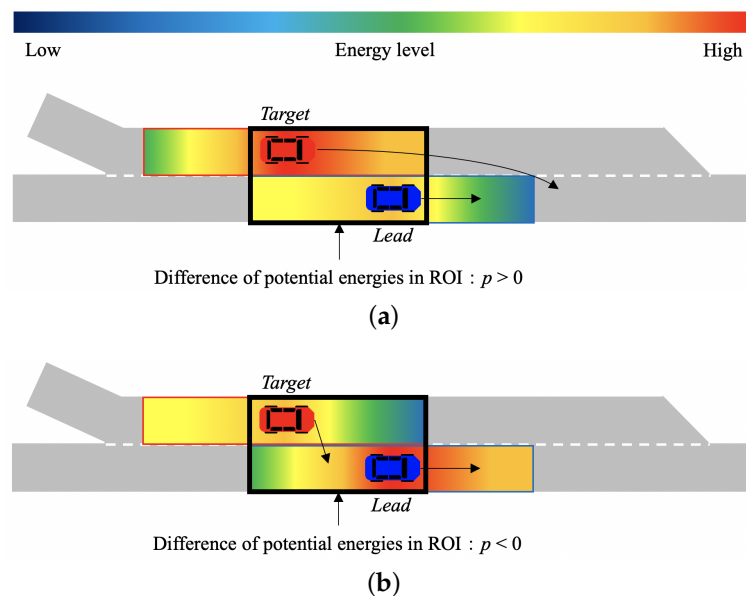 Low Energy level High
Target
Lead
Difference of potential energies in ROI : p > 0
(a)
Target
Lead
Difference of potential energies in ROI : p < 0
(b)